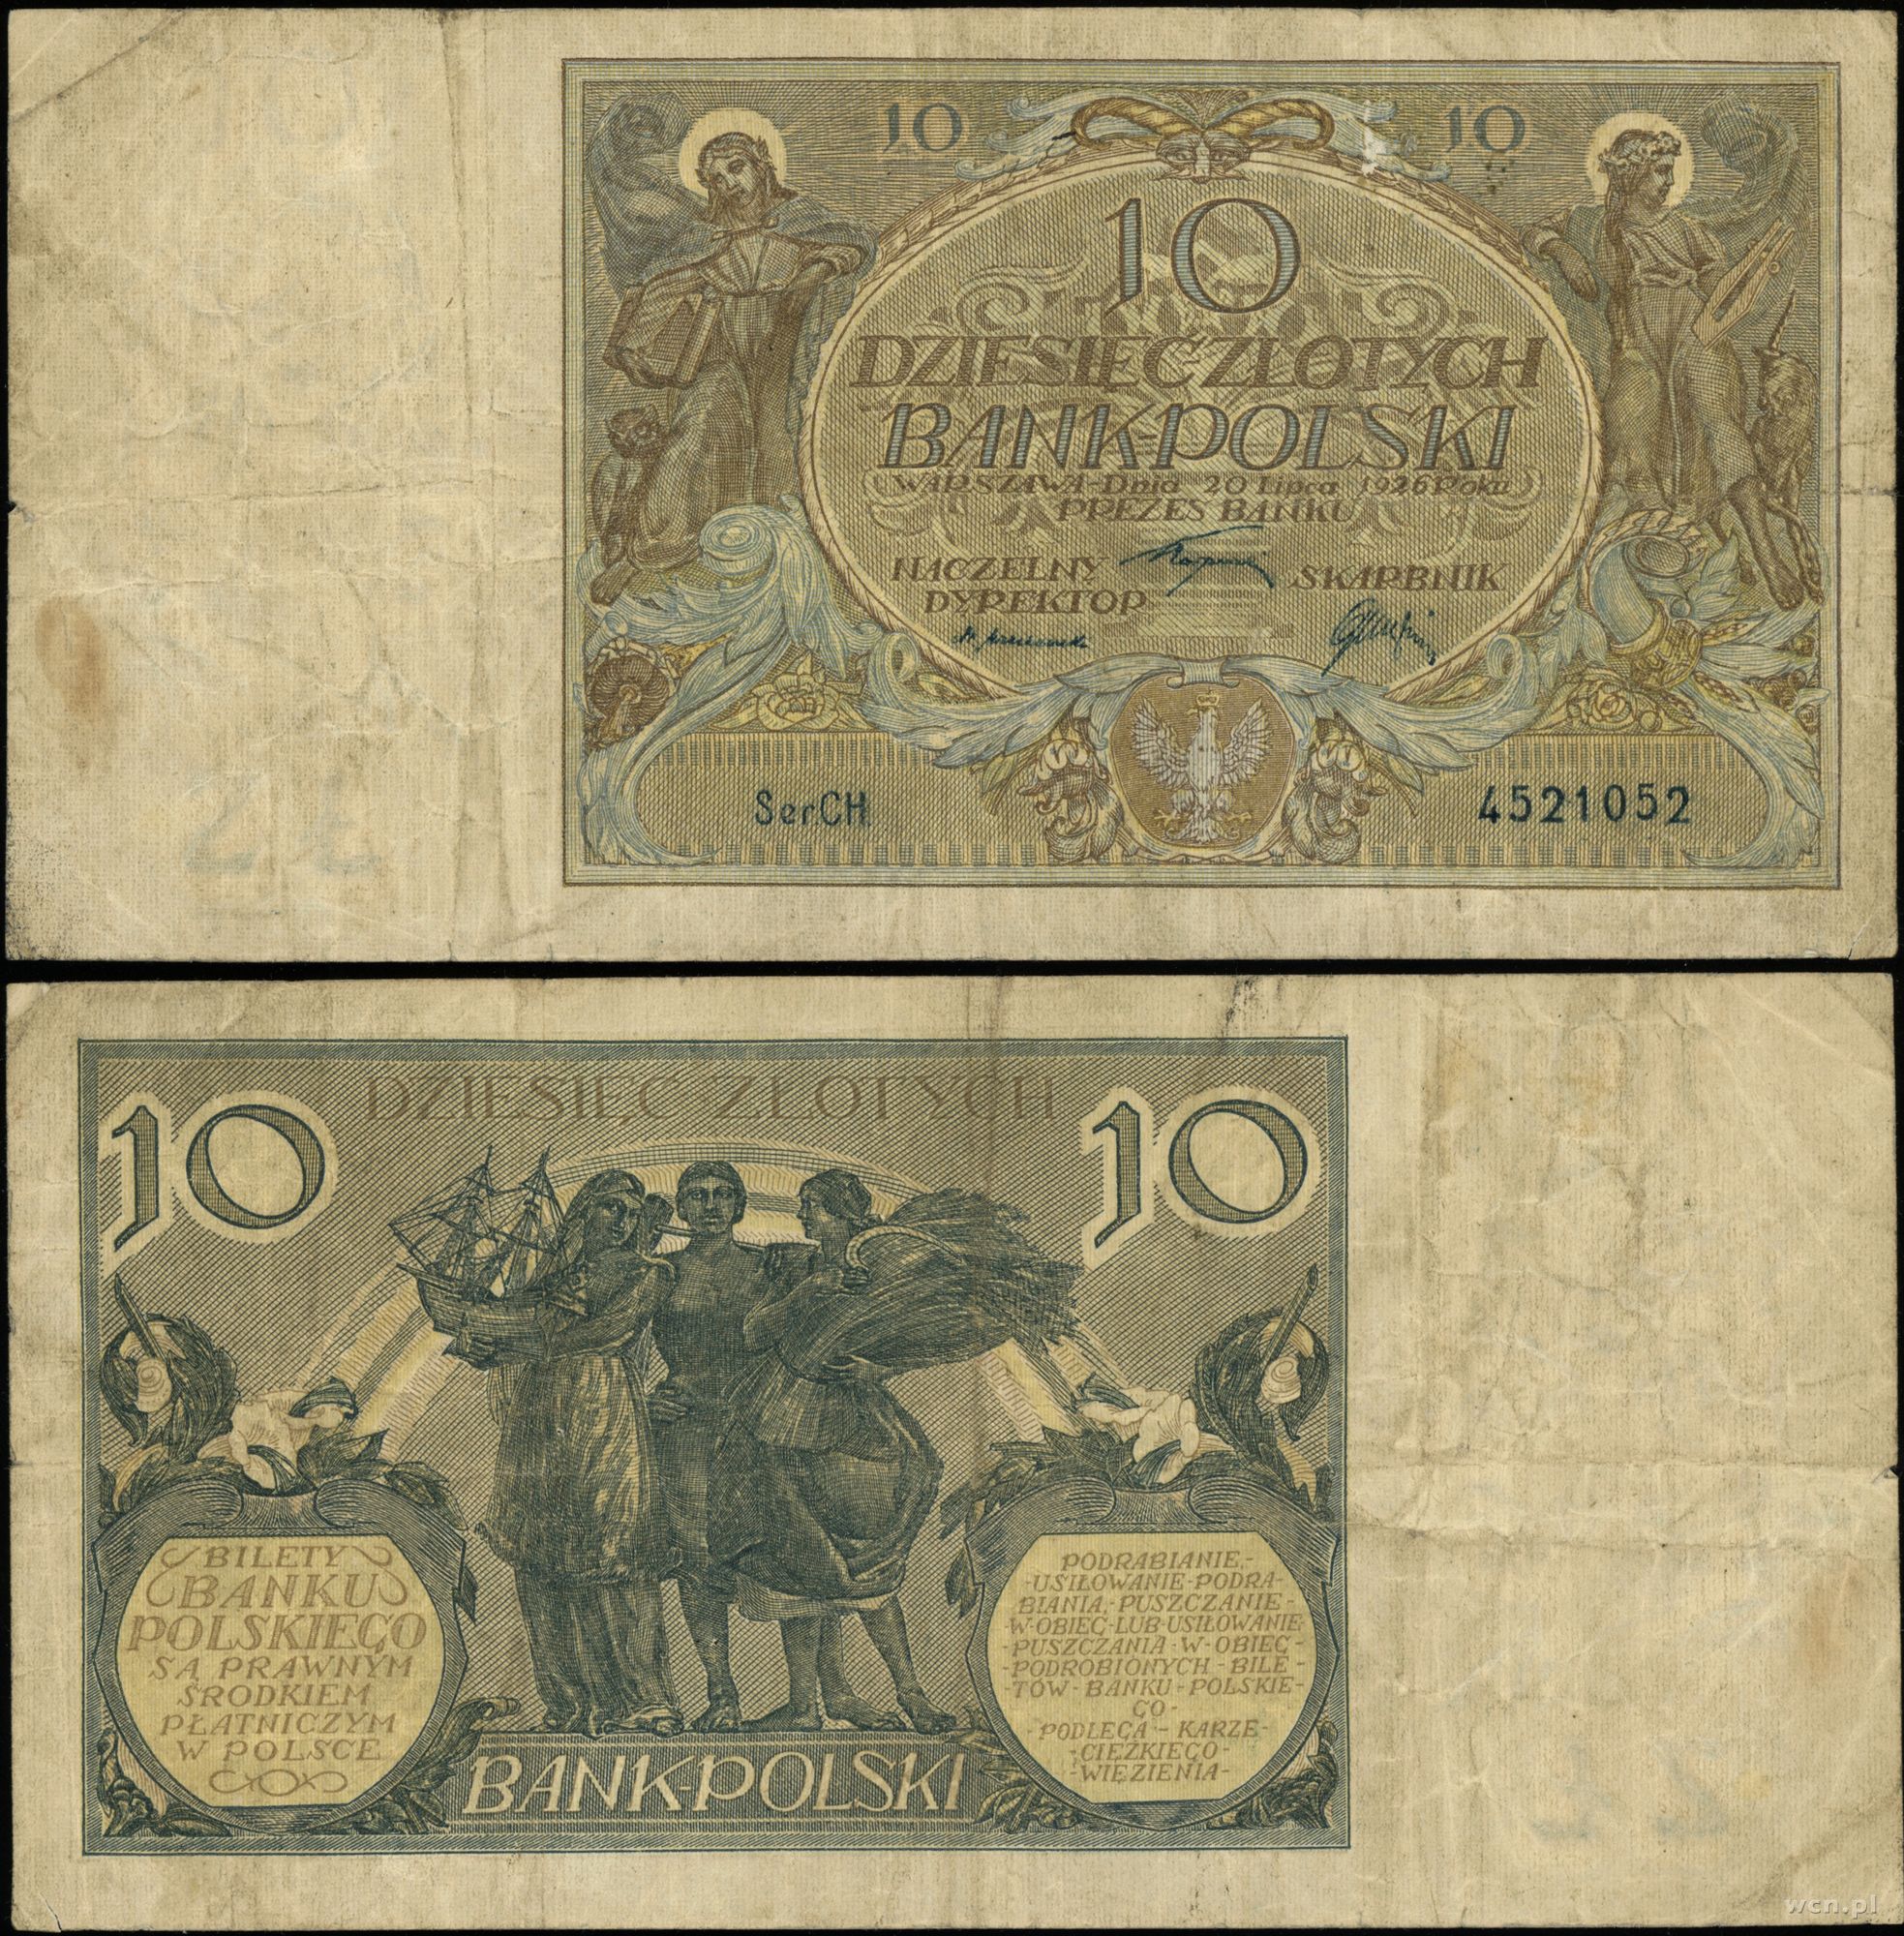 10 10
10
DZIESIĘĆ ZŁOTYCH
BANK-POLSKI
WARSZAWA-Dnia 20 Lipca 1926 Roku
PREZES BANKU
NACZELNY
DYREKTOR
SKARBNIK
Ser.CH.
4521052
DZIESIĘĆ ZŁOTYCH
10 10
BILETY
BANKU
POLSKIEGO
SĄ PRAWNYM
ŚRODKIEM
PŁATNICZYM
W POLSCE
PODRABIANIE,-
-USIŁOWANIE-PODRA-
BIANIA,-PUSZCZANIE-
-W-OBIEG-LUB-USIŁOWANIE-
-PUSZCZANIA-W-OBIEG-
-PODROBIONYCH-BILE-
-TÓW-BANKU-POLSKIE-
GO-
-PODLEGA-KARZE-
-CIĘŻKIEGO-
-WIĘZIENIA-
BANK-POLSKI
wcn.pl